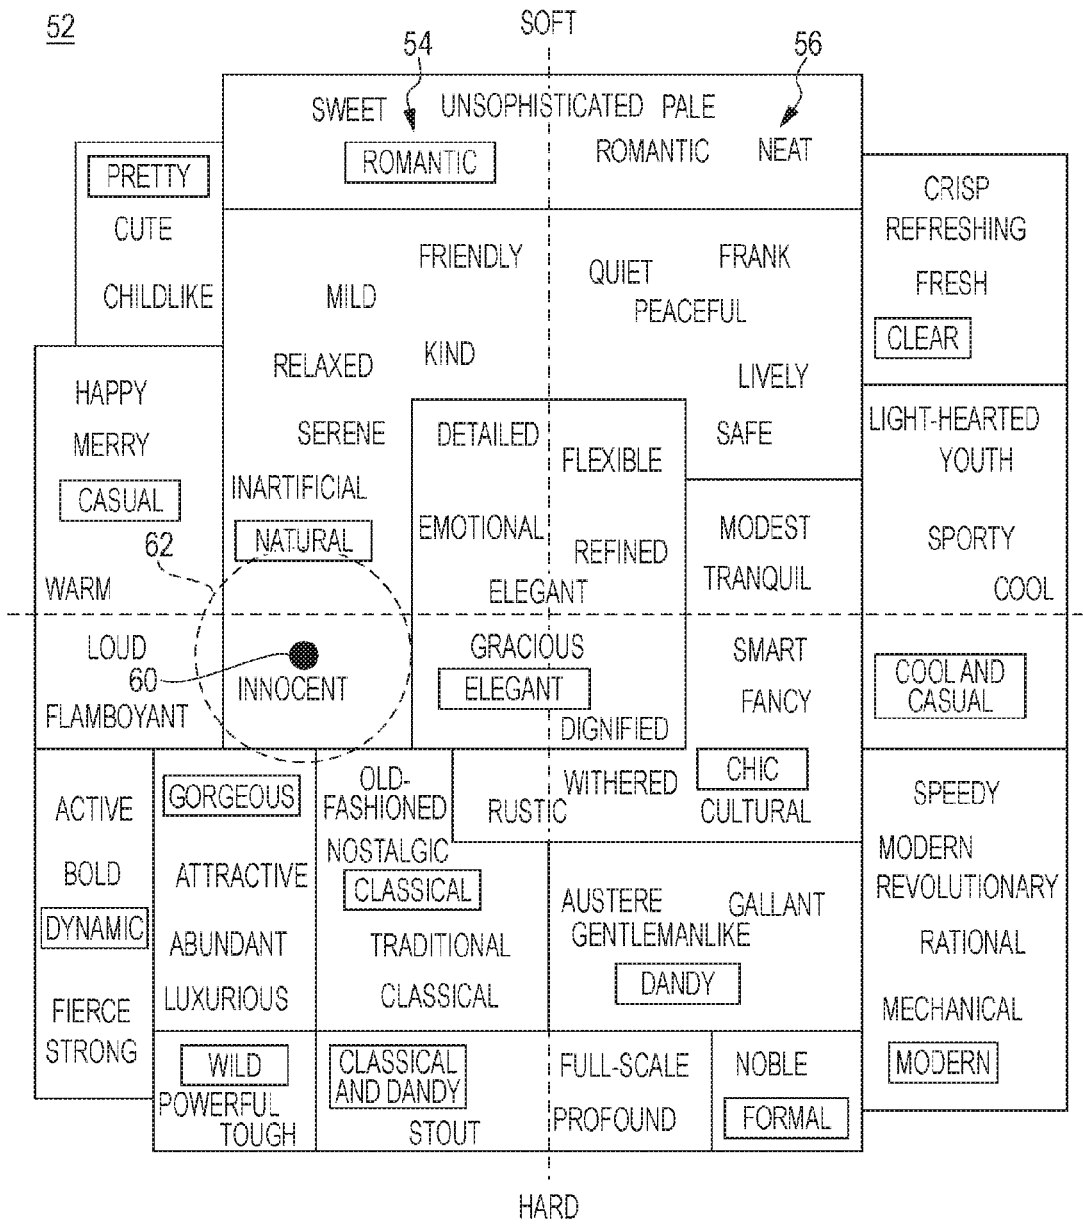 52
SOFT
54
56
SWEET
UNSOPHISTICATED
PALE
ROMANTIC
ROMANTIC
NEAT
PRETTY
CUTE
CHILDLIKE
CRISP
REFRESHING
FRESH
CLEAR
FRIENDLY
QUIET
FRANK
MILD
PEACEFUL
RELAXED
KIND
LIVELY
SERENE
SAFE
INARTIFICIAL
NATURAL
HAPPY
MERRY
CASUAL
62
WARM
LOUD
60
FLAMBOYANT
INNOCENT
DETAILED
FLEXIBLE
EMOTIONAL
REFINED
ELEGANT
GRACIOUS
ELEGANT
DIGNIFIED
MODEST
TRANQUIL
SMART
FANCY
CHIC
WITHERED
RUSTIC
CULTURAL
LIGHT-HEARTED
YOUTH
SPORTY
COOL
COOL AND
CASUAL
ACTIVE
BOLD
DYNAMIC
FIERCE
STRONG
GORGEOUS
ATTRACTIVE
ABUNDANT
LUXURIOUS
OLD-
FASHIONED
NOSTALGIC
CLASSICAL
TRADITIONAL
CLASSICAL
AUSTERE
GALLANT
GENTLEMANLIKE
DANDY
SPEEDY
MODERN
REVOLUTIONARY
RATIONAL
MECHANICAL
MODERN
WILD
POWERFUL
TOUGH
CLASSICAL
AND DANDY
STOUT
FULL-SCALE
PROFOUND
NOBLE
FORMAL
HARD